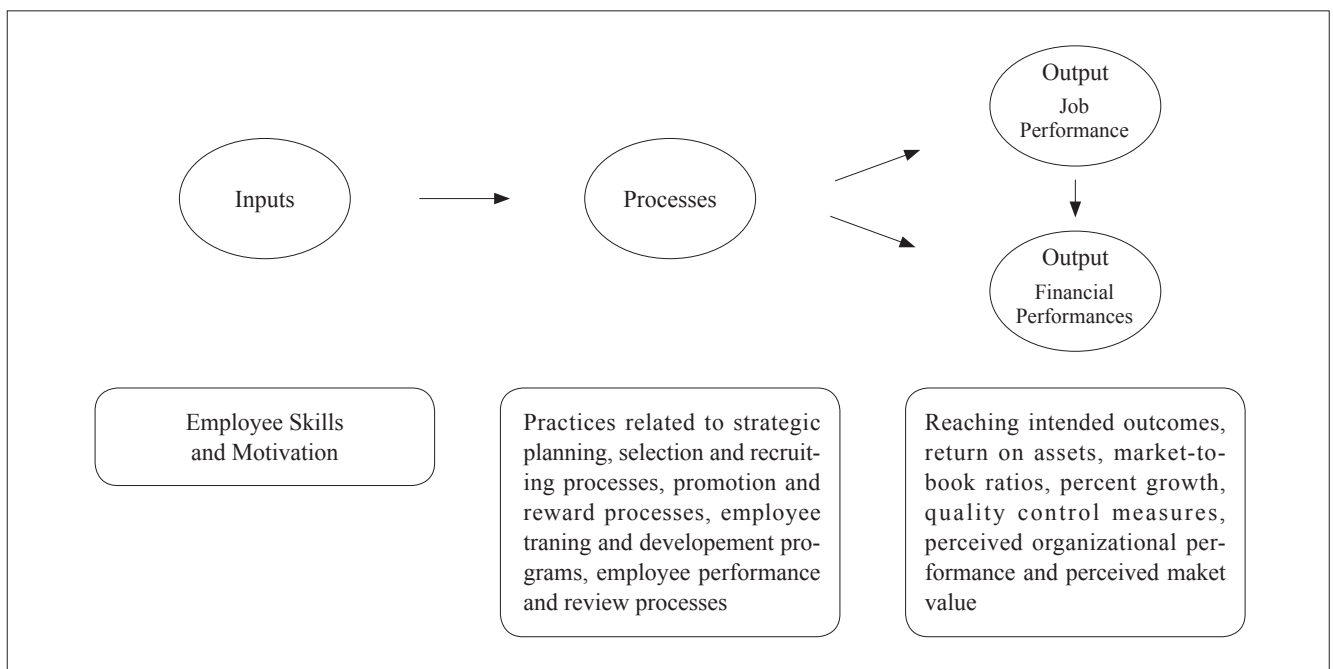 Inputs
Processes
Output
Job
Performance
Output
Financial
Performances
Employee Skills
and Motivation
Practices related to strategic
planning, selection and recruit-
ing processes, promotion and
reward processes, employee
traning and developement pro-
grams, employee performance
and review processes
Reaching intended outcomes,
return on assets, market-to-
book ratios, percent growth,
quality control measures,
perceived organizational per-
formance and perceived maket
value